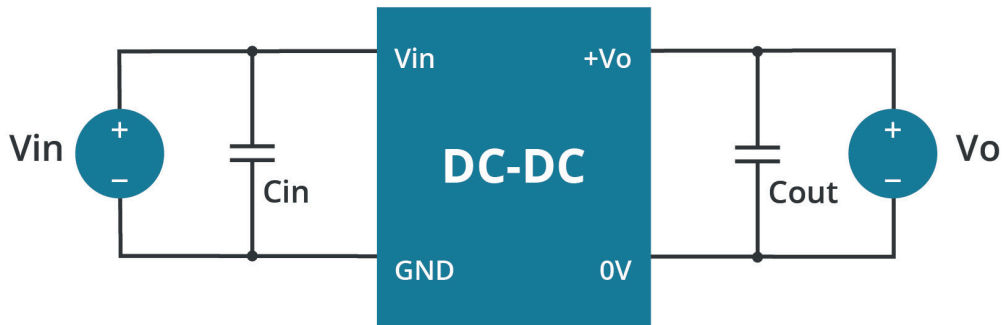 Vin
+
−
Cin
Vin
GND
DC-DC
+Vo
0V
Cout
+
−
Vo